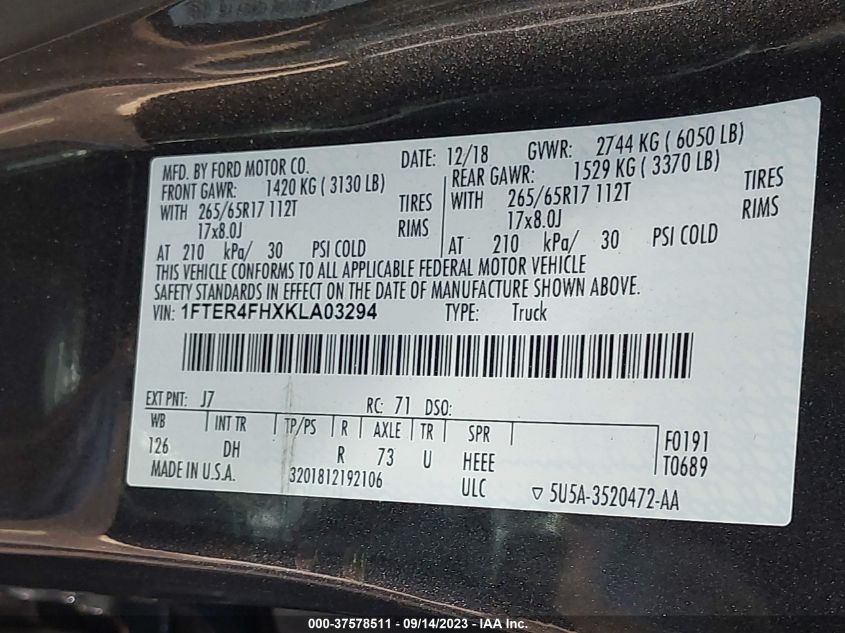 MFD. BY FORD MOTOR CO. DATE: 12/18 GVWR: 2744 KG ( 6050 LB)
FRONT GAWR: 1420 KG ( 3130 LB) REAR GAWR: 1529 KG ( 3370 LB)
WITH 265/65R17 112T TIRES WITH 265/65R17 112T TIRES
17x8.0J RIMS 17x8.0J RIMS
AT 210 kPa/ 30 PSI COLD AT 210 kPa/ 30 PSI COLD
THIS VEHICLE CONFORMS TO ALL APPLICABLE FEDERAL MOTOR VEHICLE
SAFETY STANDARDS IN EFFECT ON THE DATE OF MANUFACTURE SHOWN ABOVE.
VIN: 1FTER4FHXKLA03294 TYPE: Truck
EXT PNT: J7 RC: 71 DSO:
WB INT TR TP/PS R AXLE TR SPR F0191
126 DH R 73 U HEEE T0689
MADE IN U.S.A. 3201812192106 ULC ▽ 5U5A-3520472-AA
000-37578511 - 09/14/2023 - IAA Inc.